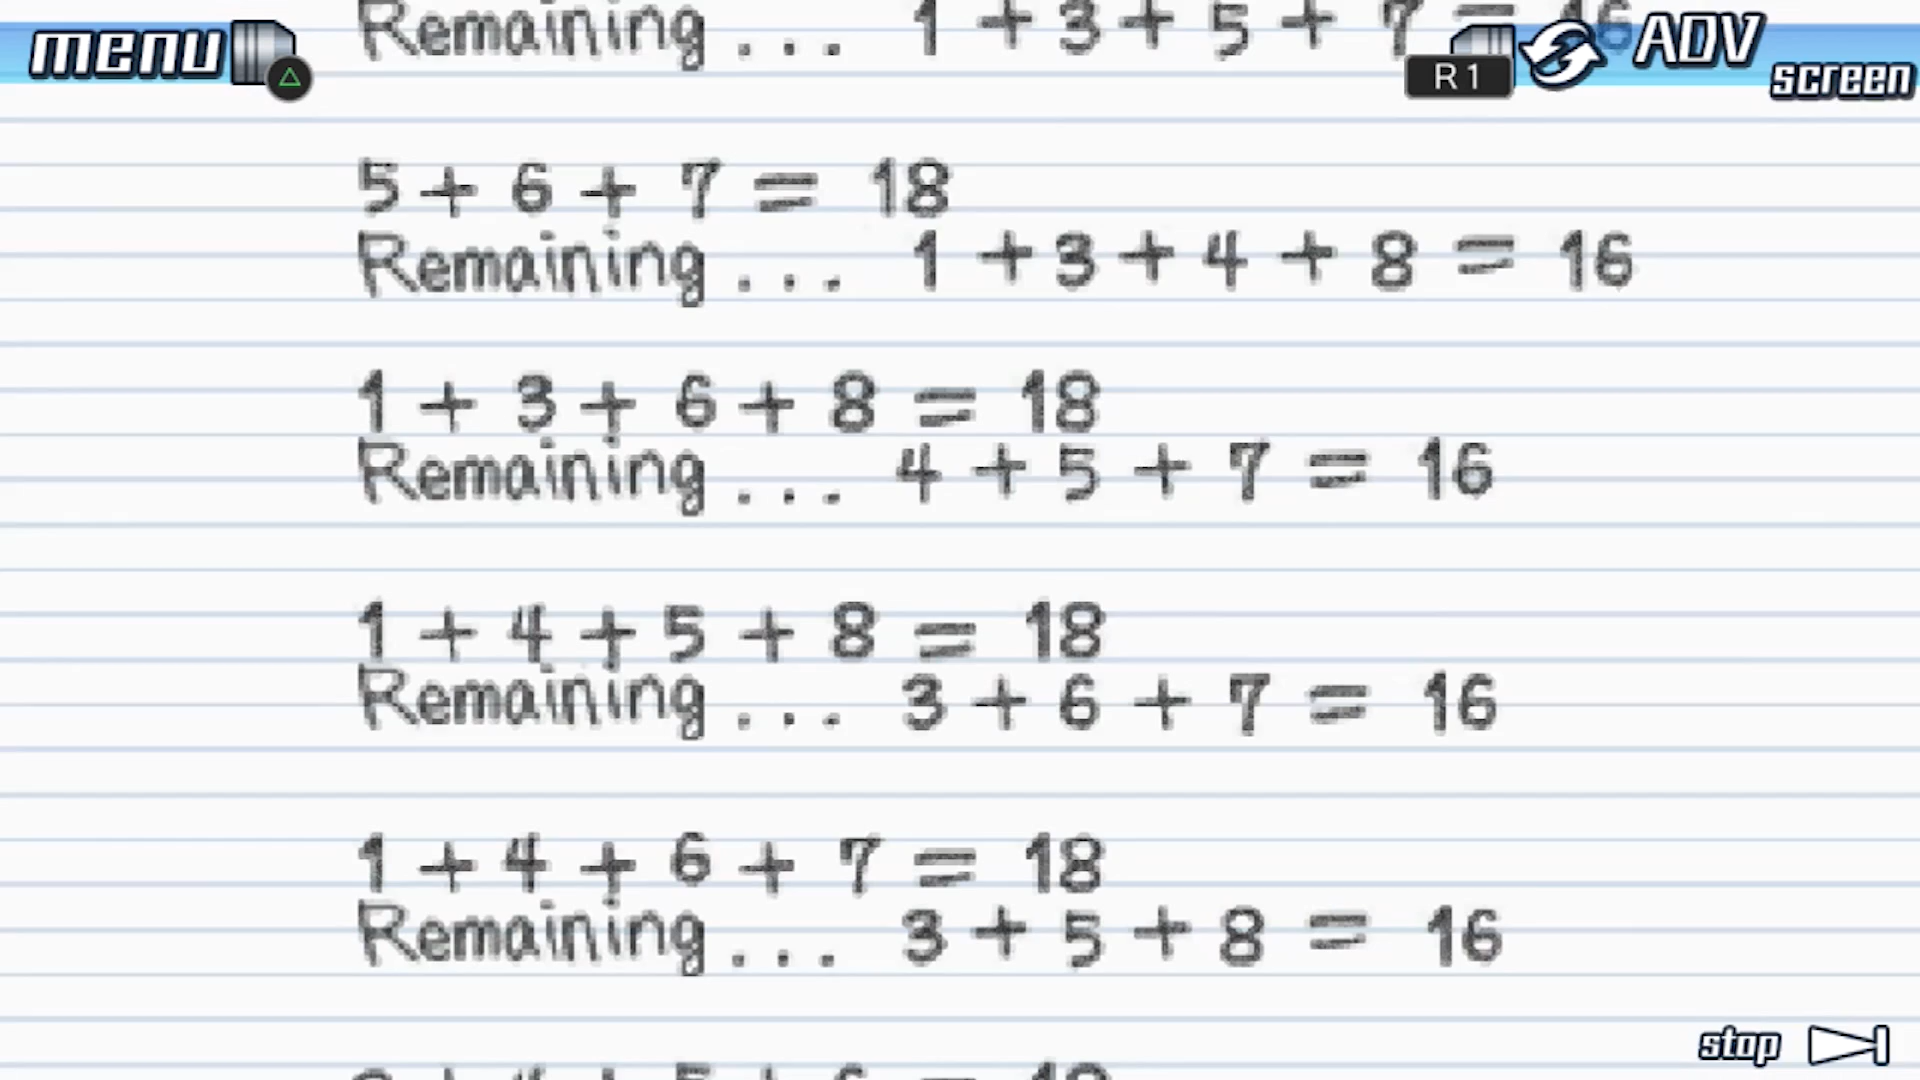 Remaining... 1 + 3 + 5 + 7 = 16
menu
R1
ADV
screen
5 + 6 + 7 = 18
Remaining... 1 + 3 + 4 + 8 = 16
1 + 3 + 6 + 8 = 18
Remaining... 4 + 5 + 7 = 16
1 + 4 + 5 + 8 = 18
Remaining... 3 + 6 + 7 = 16
1 + 4 + 6 + 7 = 18
Remaining... 3 + 5 + 8 = 16
stop